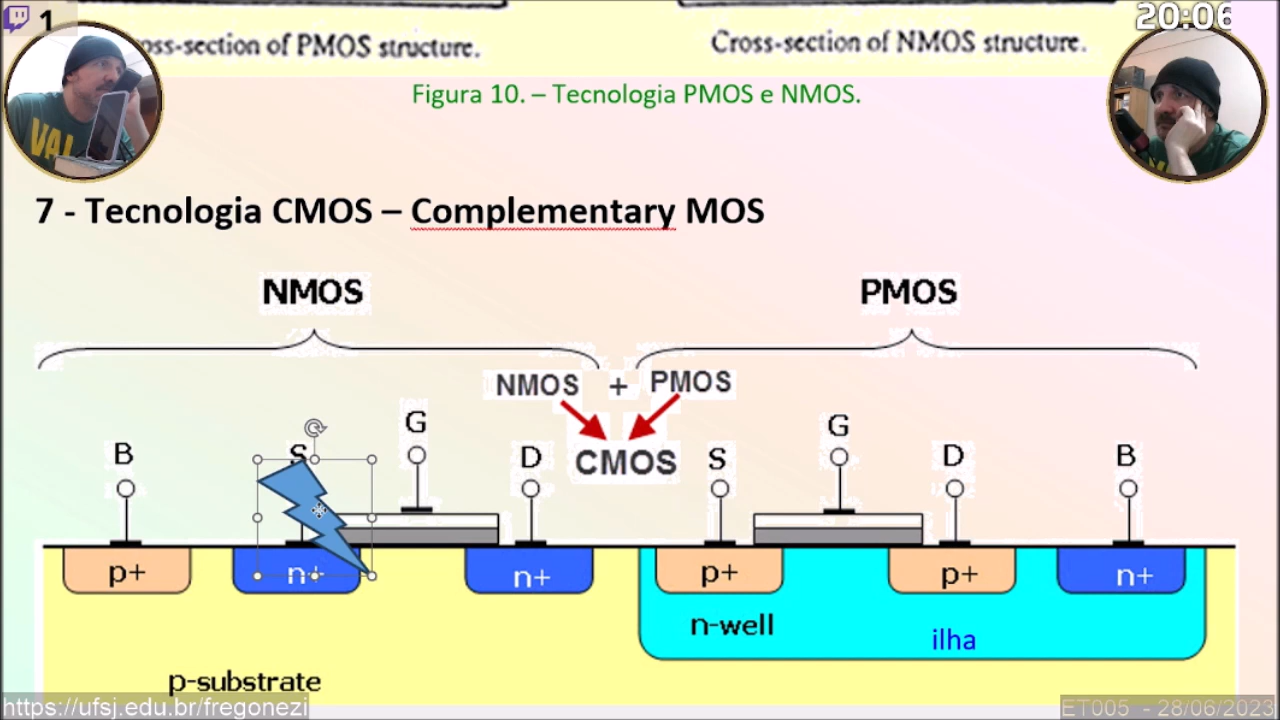 1
20:06
oss-section of PMOS structure.
Cross-section of NMOS structure.
Figura 10. – Tecnologia PMOS e NMOS.
VAL
7 - Tecnologia CMOS – Complementary MOS
NMOS
PMOS
NMOS + PMOS
CMOS
B
S
G
D
S
G
D
B
p+
n+
n+
p+
p+
n+
n-well
ilha
p-substrate
https://ufsj.edu.br/fregonezi
ET005 - 28/06/2023